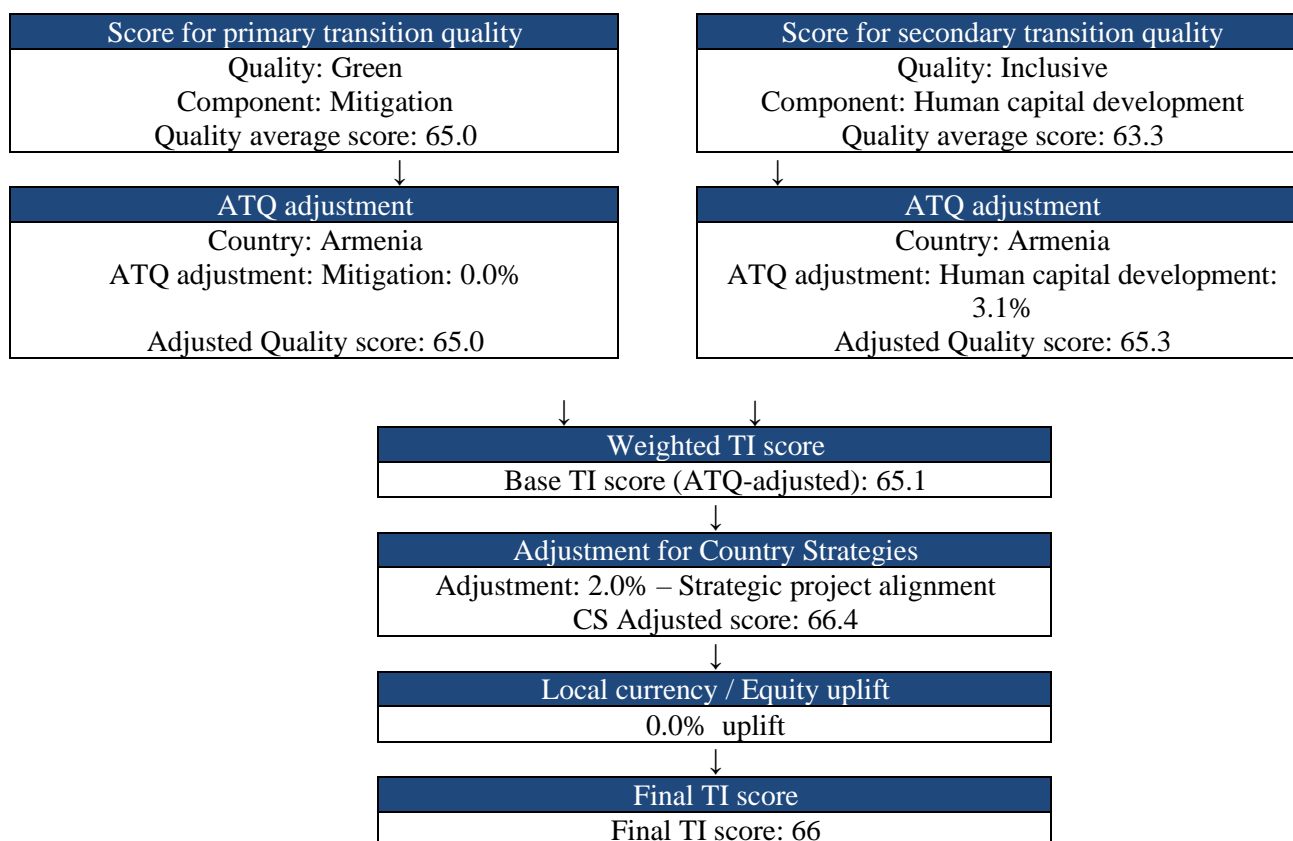 Score for primary transition quality
Quality: Green
Component: Mitigation
Quality average score: 65.0
↓
ATQ adjustment
Country: Armenia
ATQ adjustment: Mitigation: 0.0%
Adjusted Quality score: 65.0
Score for secondary transition quality
Quality: Inclusive
Component: Human capital development
Quality average score: 63.3
↓
ATQ adjustment
Country: Armenia
ATQ adjustment: Human capital development:
3.1%
Adjusted Quality score: 65.3
↓ ↓
Weighted TI score
Base TI score (ATQ-adjusted): 65.1
↓
Adjustment for Country Strategies
Adjustment: 2.0% – Strategic project alignment
CS Adjusted score: 66.4
↓
Local currency / Equity uplift
0.0% uplift
↓
Final TI score
Final TI score: 66